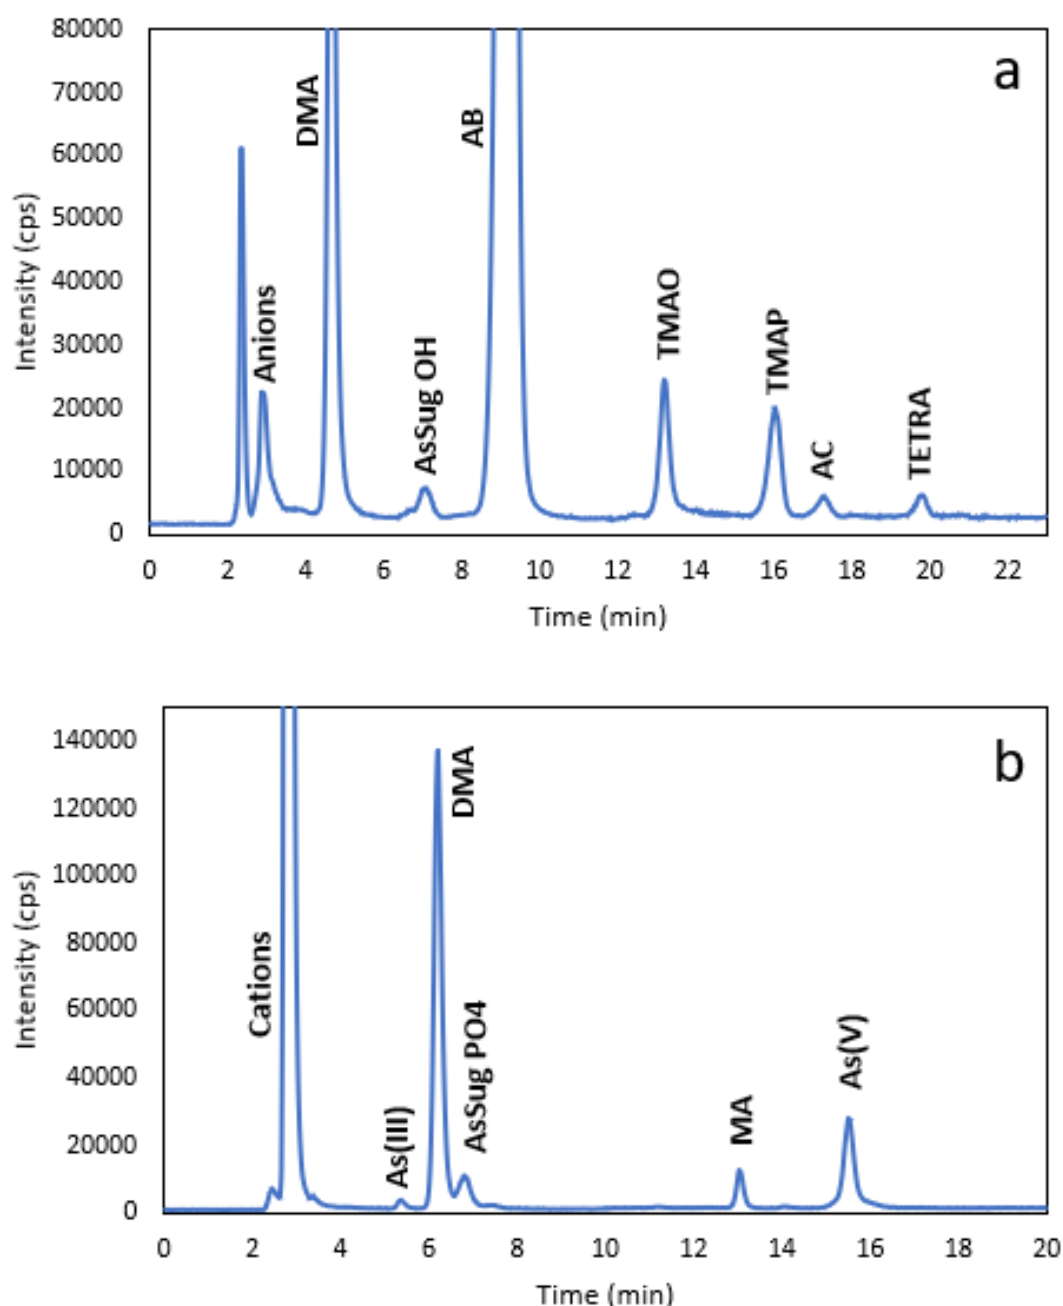 a
80000
70000
60000
50000
40000
30000
20000
10000
0
Intensity (cps)
Anions
DMA
AsSug OH
AB
TMAO
TMAP
AC
TETRA
0 2 4 6 8 10 12 14 16 18 20 22
Time (min)
b
140000
120000
100000
80000
60000
40000
20000
0
Intensity (cps)
Cations
As(III)
DMA
AsSug PO4
MA
As(V)
0 2 4 6 8 10 12 14 16 18 20
Time (min)